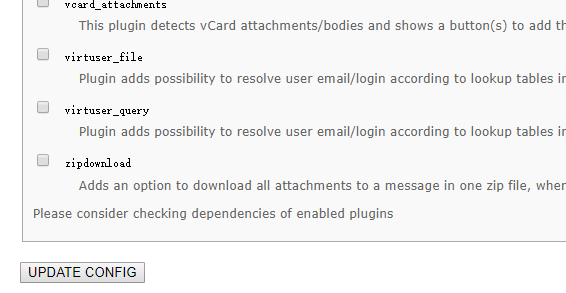 vcard_attachments
This plugin detects vCard attachments/bodies and shows a button(s) to add
virtuser_file
Plugin adds possibility to resolve user email/login according to lookup tables
virtuser_query
Plugin adds possibility to resolve user email/login according to lookup tables
zipdownload
Adds an option to download all attachments to a message in one zip file,
Please consider checking dependencies of enabled plugins
UPDATE CONFIG